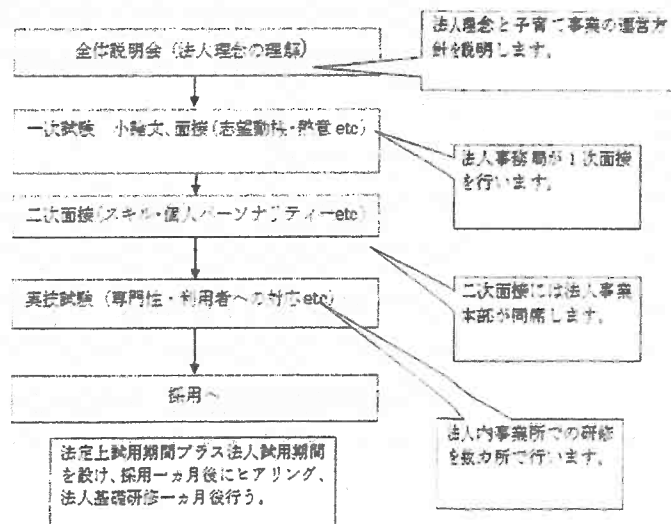 全体説明会(法人理念の理解)
法人理念と子育て事業の運営方
針を説明します。
一次試験　小論文、面接(志望動機・熱意 etc)
法人事務局が1次面接
を行います。
二次面接(スキル・個人パーソナリティーetc)
実技試験(専門性・利用者への対応 etc)
二次面接には法人事業
本部が同席します。
採用へ
法人内事業所での研修
を数カ所で行います。
法定上試用期間プラス法人試用期間
を設け、採用一カ月後にヒアリング、
法人基礎研修一カ月後行う。